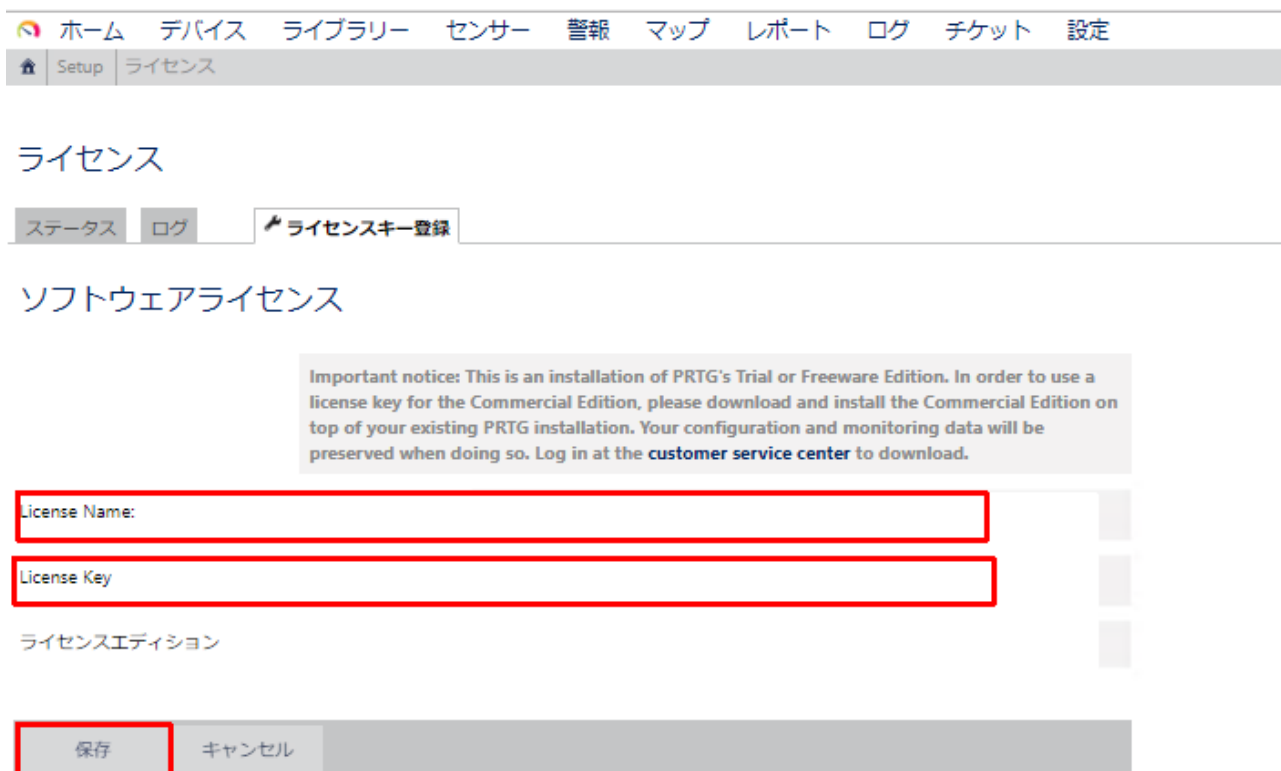 ホーム デバイス ライブラリー センサー 警報 マップ レポート ログ チケット 設定
Setup ライセンス
ライセンス
ステータス ログ ライセンスキー登録
ソフトウェアライセンス
Important notice: This is an installation of PRTG's Trial or Freeware Edition. In order to use a
license key for the Commercial Edition, please download and install the Commercial Edition on
top of your existing PRTG installation. Your configuration and monitoring data will be
preserved when doing so. Log in at the customer service center to download.
License Name:
License Key
ライセンスエディション
保存 キャンセル